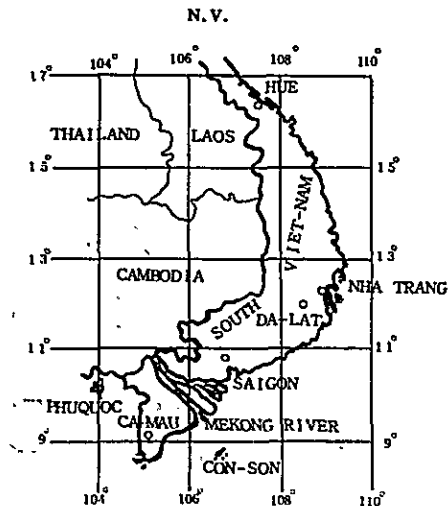 N.V.
104° 106° 108° 110
17°
HUE
THAILAND LAOS
15° 15°
VIET-NAM
13° 13°
NHA TRANG
CAMBODIA
SOUTH
DA-LAT
11° 11°
SAIGON
PHUQUOC
CA-MAU MEKONG RIVER
9° 9°
CON-SON
104° 106° 108° 110°